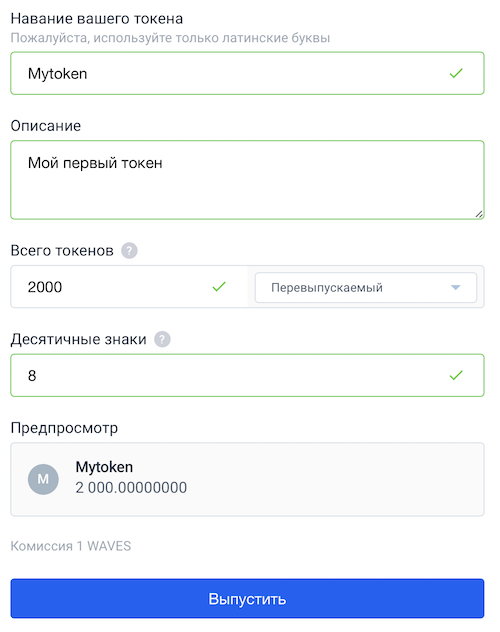 Навание вашего токена
Пожалуйста, используйте только латинские буквы
Mytoken
Описание
Мой первый токен
Всего токенов ?
2000 Перевыпускаемый
Десятичные знаки ?
8
Предпросмотр
M Mytoken
2 000.00000000
Комиссия 1 WAVES
Выпустить